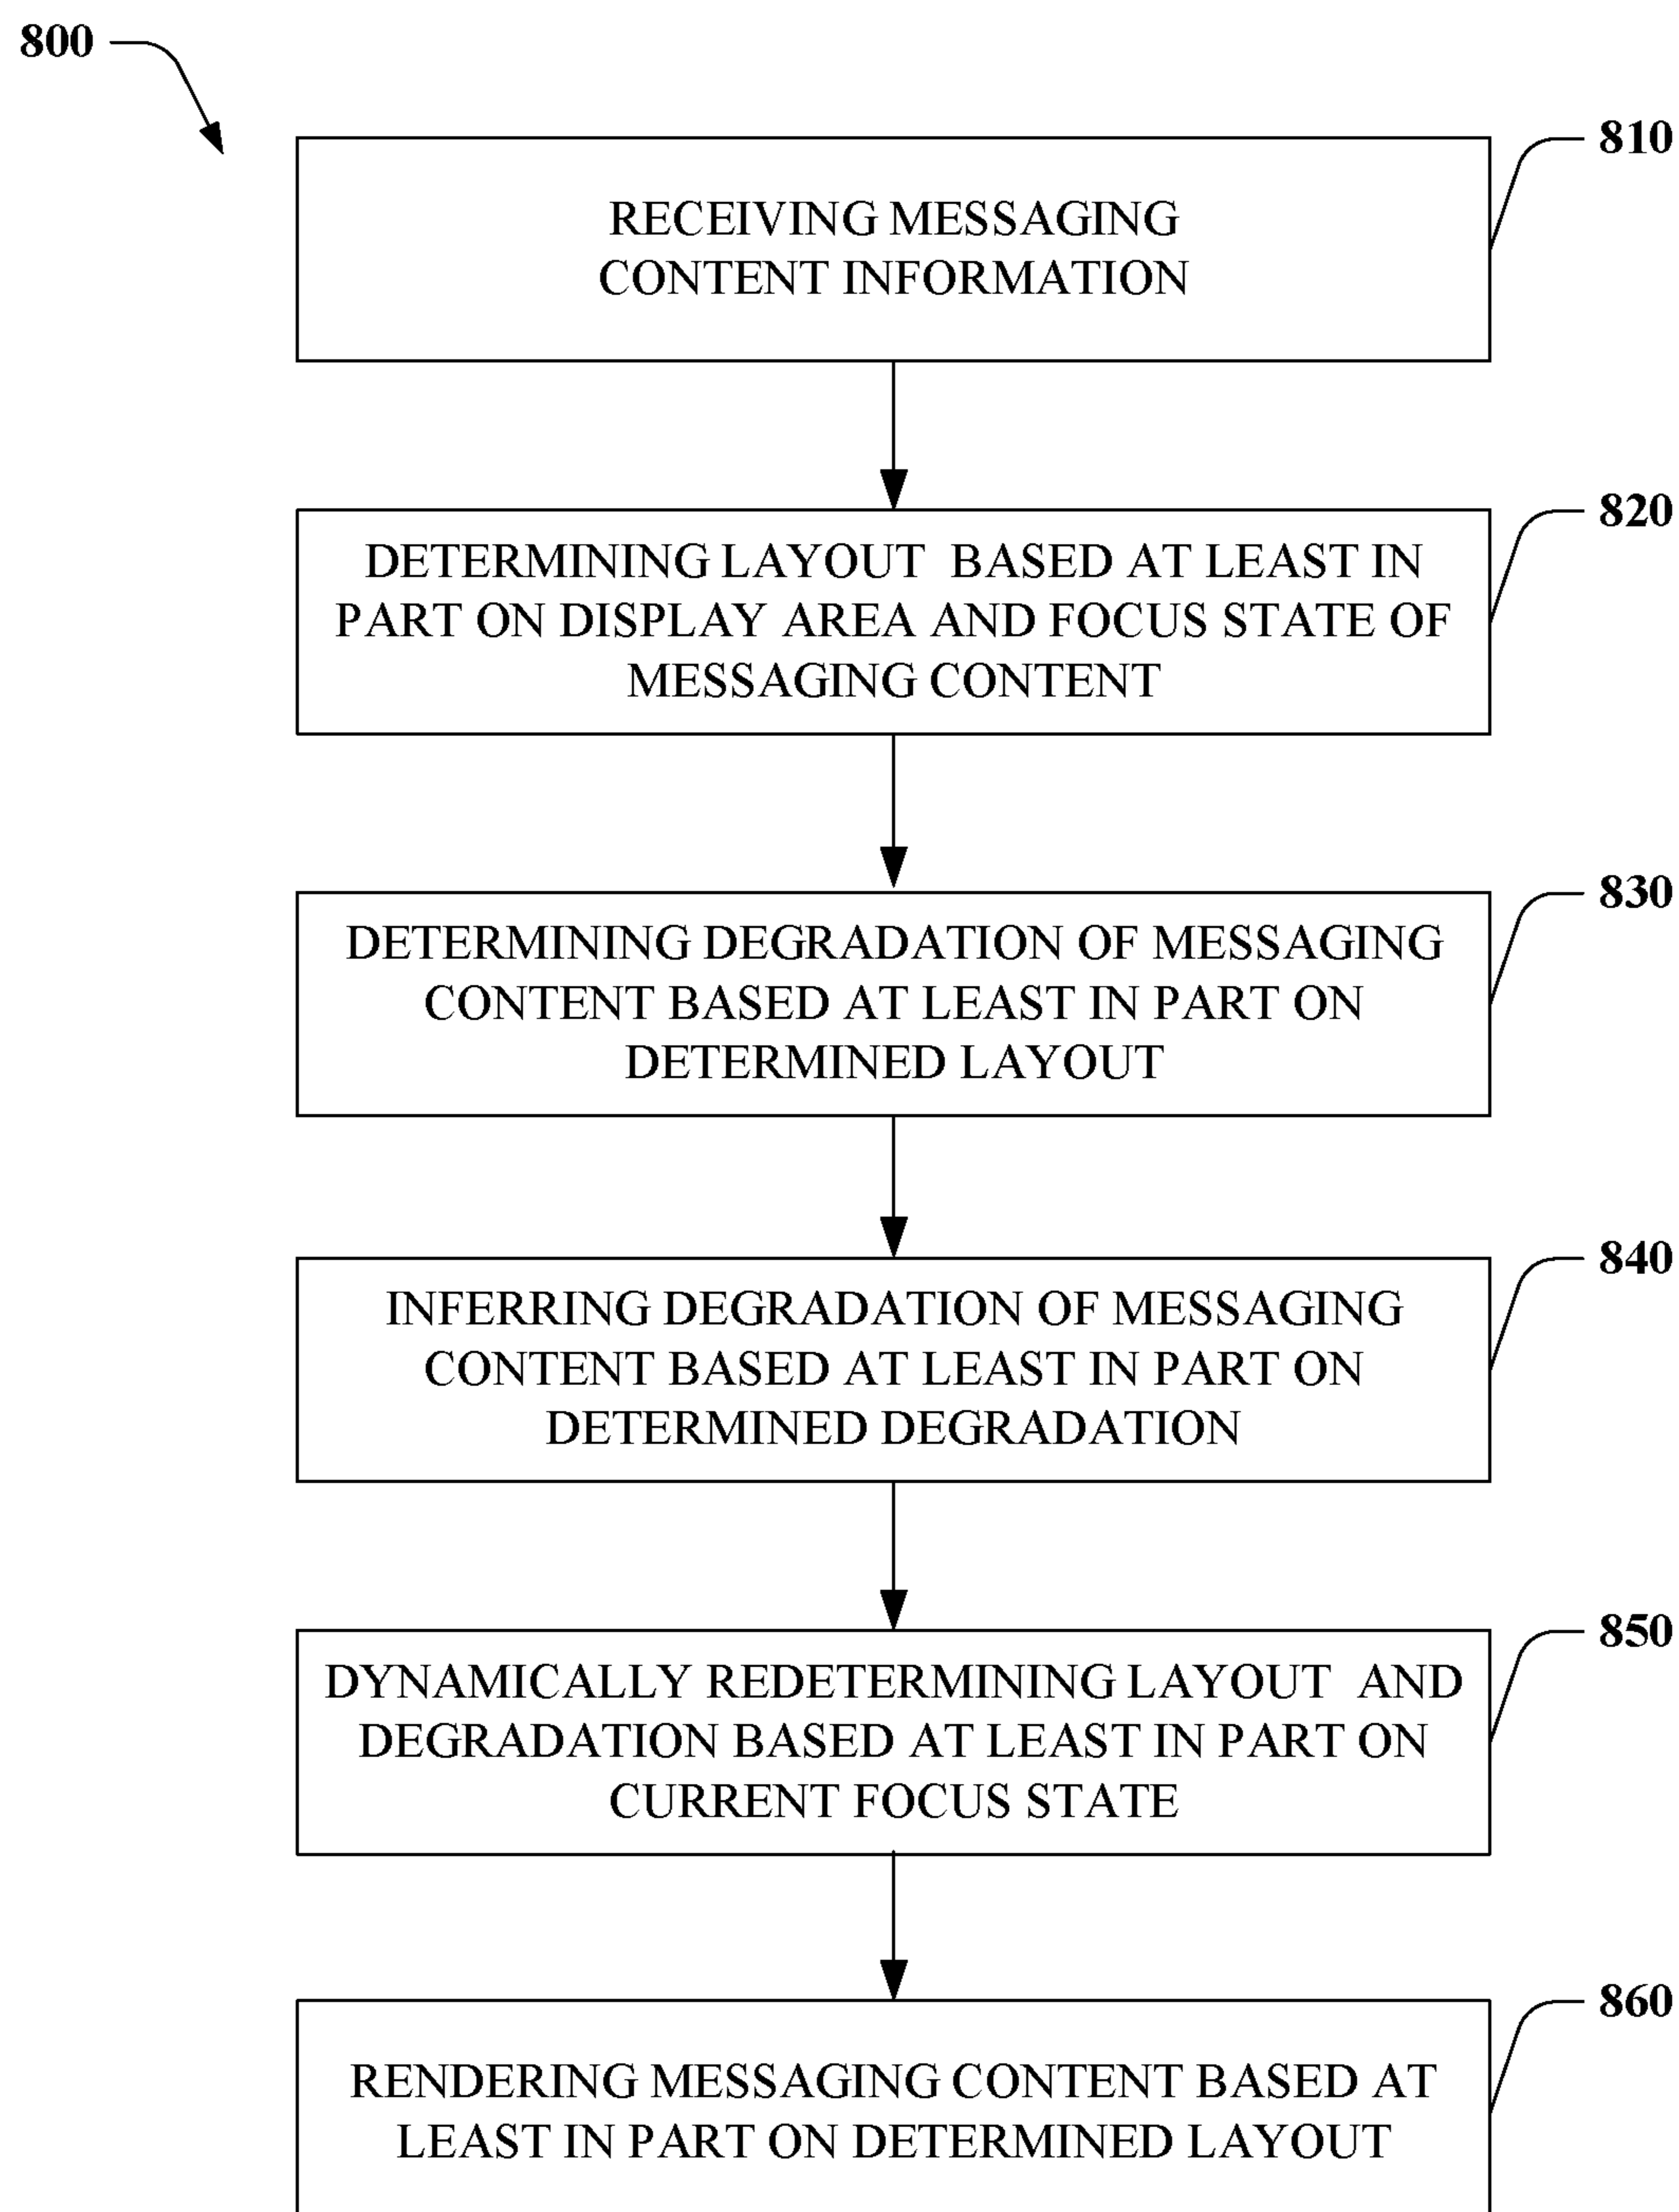 800
810
RECEIVING MESSAGING
CONTENT INFORMATION
820
DETERMINING LAYOUT BASED AT LEAST IN
PART ON DISPLAY AREA AND FOCUS STATE OF
MESSAGING CONTENT
830
DETERMINING DEGRADATION OF MESSAGING
CONTENT BASED AT LEAST IN PART ON
DETERMINED LAYOUT
840
INFERRING DEGRADATION OF MESSAGING
CONTENT BASED AT LEAST IN PART ON
DETERMINED DEGRADATION
850
DYNAMICALLY REDETERMINING LAYOUT AND
DEGRADATION BASED AT LEAST IN PART ON
CURRENT FOCUS STATE
860
RENDERING MESSAGING CONTENT BASED AT
LEAST IN PART ON DETERMINED LAYOUT